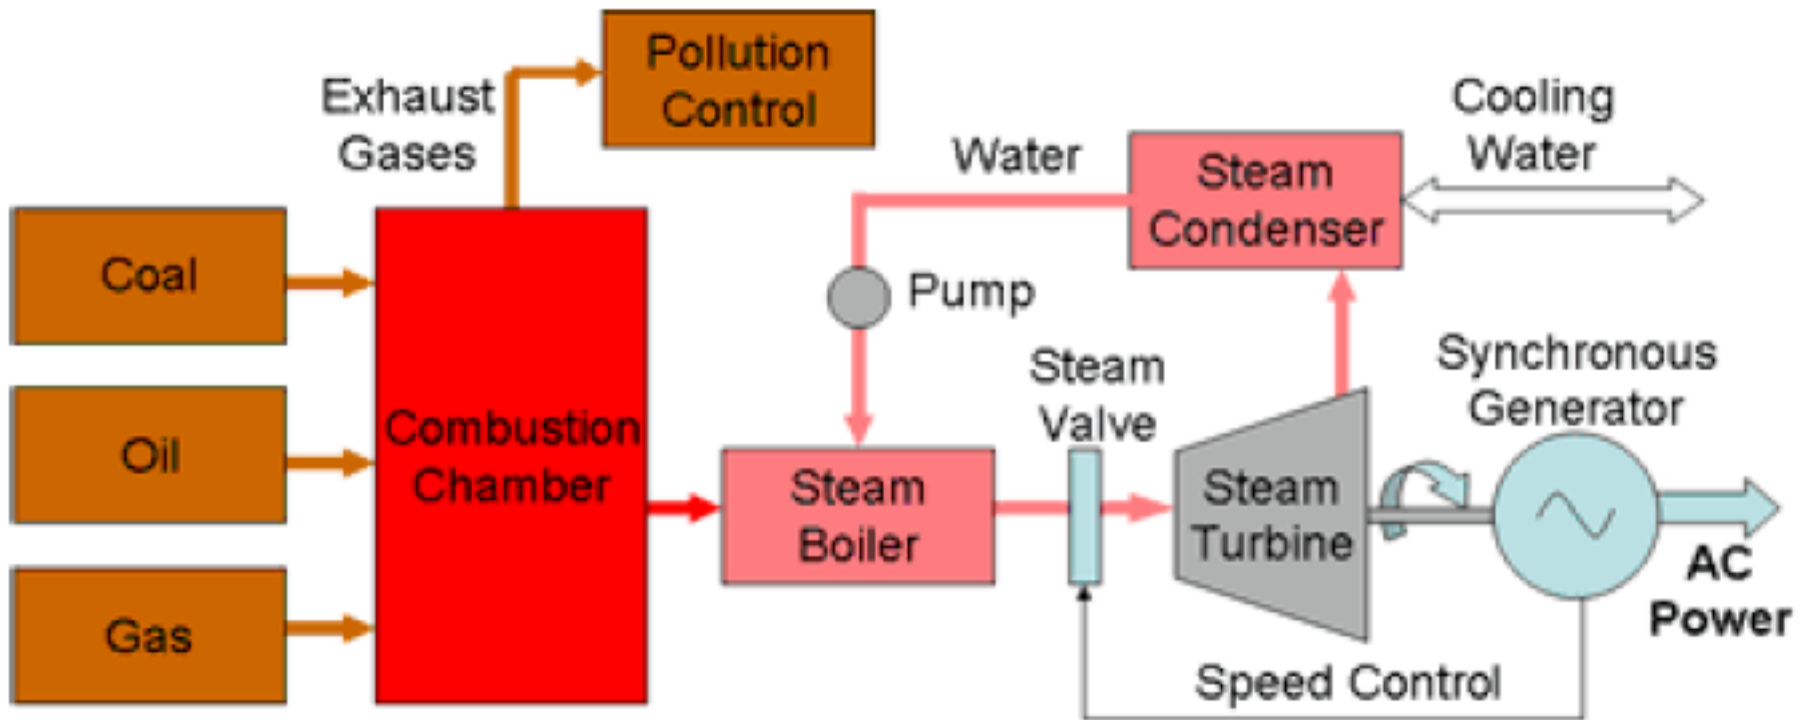 Pollution
Control
Exhaust
Gases
Cooling
Water
Water
Steam
Condenser
Coal
Pump
Steam
Valve
Synchronous
Generator
Oil
Combustion
Chamber
Steam
Boiler
Steam
Turbine
AC
Power
Gas
Speed Control